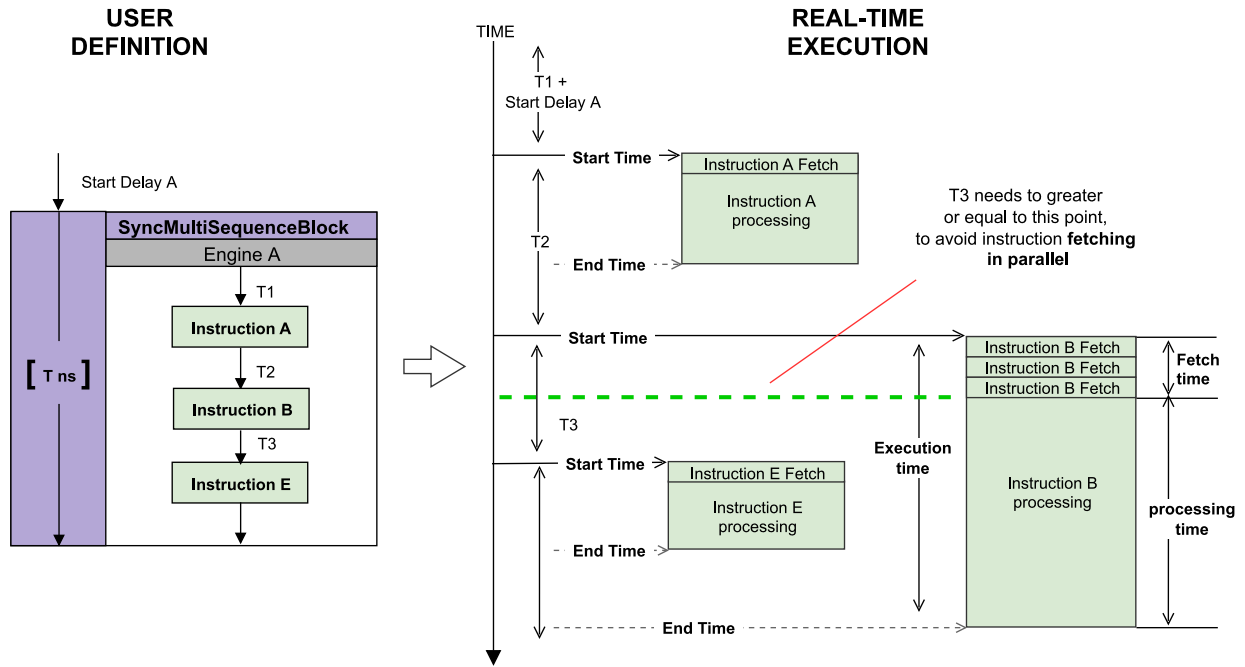 USER
DEFINITION
Start Delay A
SyncMultiSequenceBlock
Engine A
T1
Instruction A
T2
[ T ns ]
Instruction B
T3
Instruction E
REAL-TIME
EXECUTION
TIME
T1 +
Start Delay A
Start Time
Instruction A Fetch
Instruction A
processing
T2
End Time
T3 needs to greater
or equal to this point,
to avoid instruction fetching
in parallel
Start Time
Instruction B Fetch
Instruction B Fetch
Instruction B Fetch
Fetch
time
T3
Execution
time
Start Time
Instruction E Fetch
Instruction E
processing
Instruction B
processing
processing
time
End Time
End Time